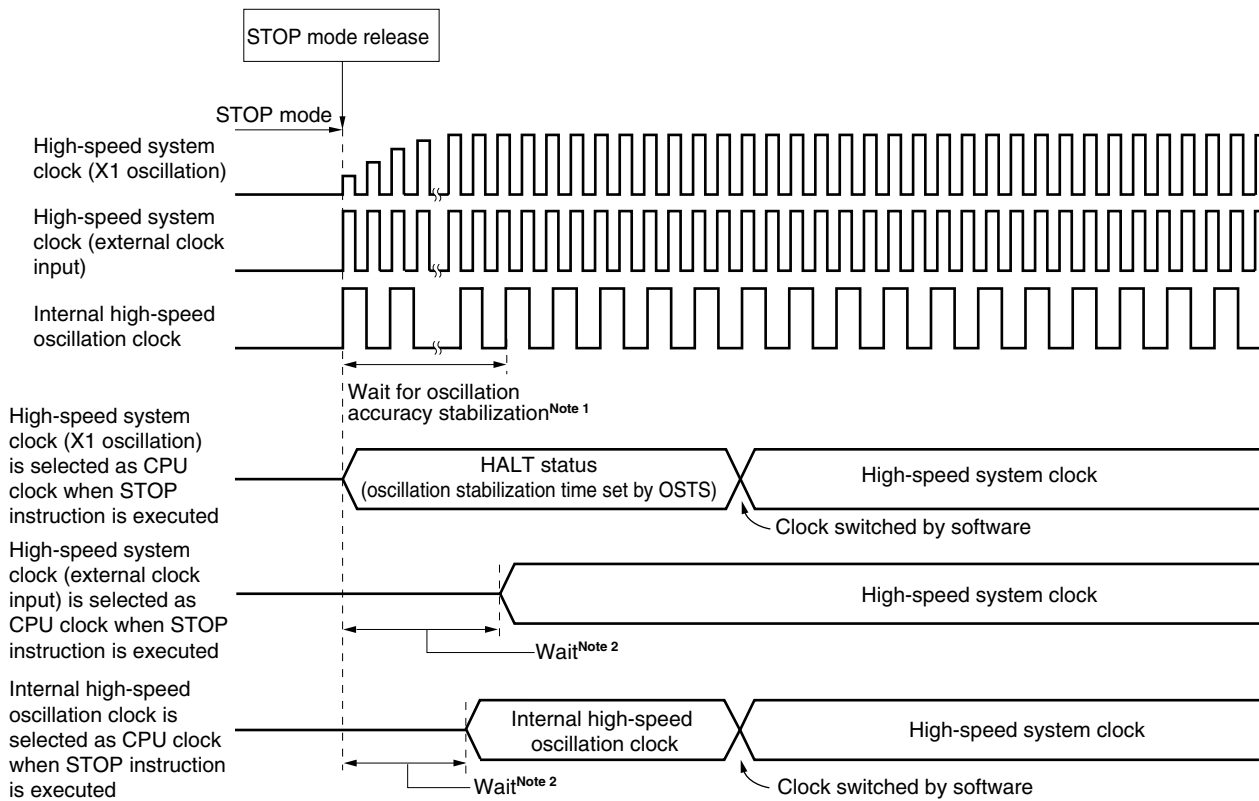 STOP mode release
STOP mode
High-speed system
clock (X1 oscillation)
High-speed system
clock (external clock
input)
Internal high-speed
oscillation clock
Wait for oscillation
accuracy stabilizationNote 1
High-speed system
clock (X1 oscillation)
is selected as CPU
clock when STOP
instruction is executed
HALT status
(oscillation stabilization time set by OSTS)
High-speed system clock
Clock switched by software
High-speed system
clock (external clock
input) is selected as
CPU clock when STOP
instruction is executed
High-speed system clock
WaitNote 2
Internal high-speed
oscillation clock is
selected as CPU clock
when STOP instruction
is executed
Internal high-speed
oscillation clock
High-speed system clock
WaitNote 2
Clock switched by software